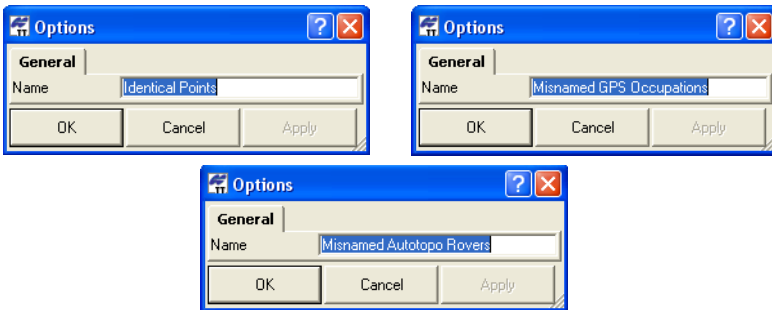 Options
General
Name Identical Points
OK Cancel Apply
Options
General
Name Misnamed GPS Occupations
OK Cancel Apply
Options
General
Name Misnamed Autotopo Rovers
OK Cancel Apply